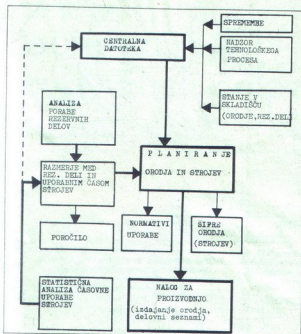 SPREMEMBE
CENTRALNA
DATOTEKA
NADZOR
TEHNOLOŠKEGA
PROCESA
STANJE V
SKLADIŠČU
(ORODJE,REZ.DELI)
ANALIZA
PORABE
REZERVNIH
DELOV
PLANIRANJE
ORODJA IN STROJEV
RAZMERJE MED
REZ. DELI IN
UPORABNIM ČASOM
STROJEV
POROČILO
NORMATIVI
UPORABE
ŠIFRE
ORODJA
(STROJEV)
STATISTIČNA
ANALIZA ČASOVNE
UPORABE
STROJEV
NALOG ZA
PROIZVODNJO
(izdajanje orodja,
delovni seznami)